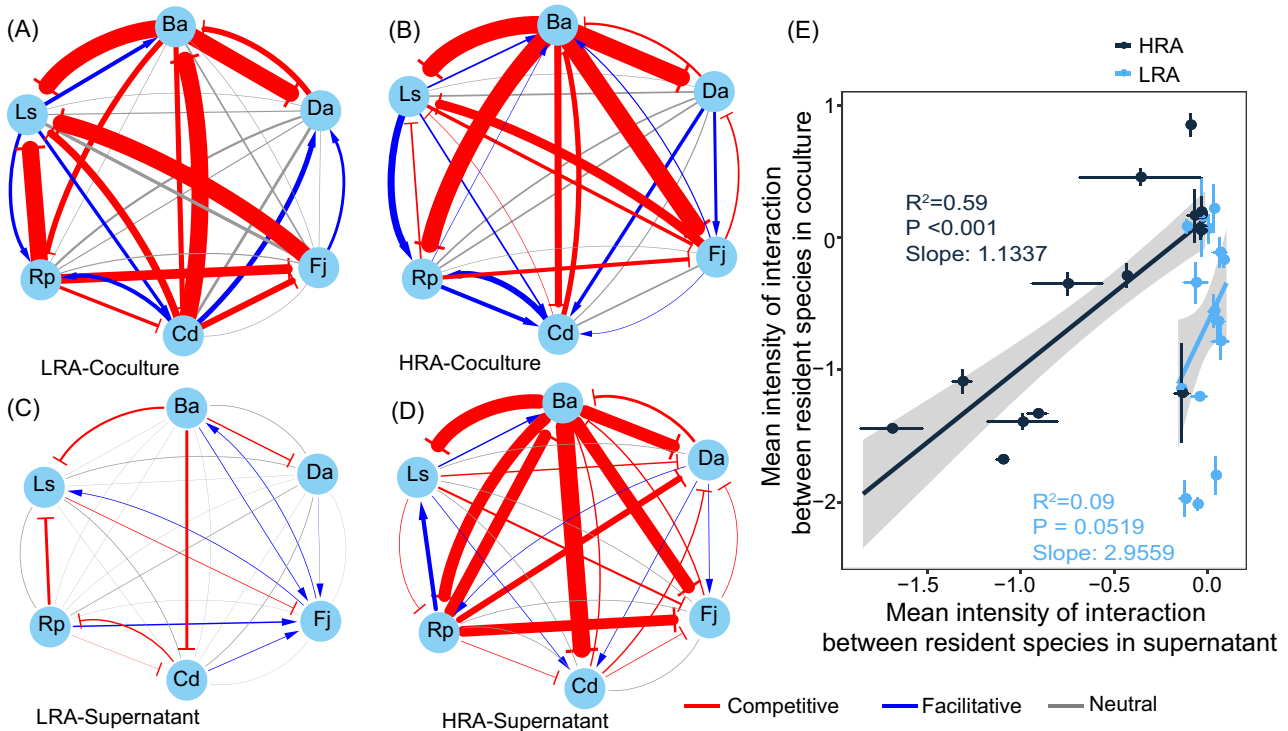 (A)
Ba
Ls
Da
Rp
Fj
Cd
LRA-Coculture
(B)
Ba
Ls
Da
Rp
Fj
Cd
HRA-Coculture
(C)
Ba
Ls
Da
Rp
Fj
Cd
LRA-Supernatant
(D)
Ba
Ls
Da
Rp
Fj
Cd
HRA-Supernatant
Competitive
Facilitative
Neutral
(E)
HRA
LRA
Mean intensity of interaction
between resident species in coculture
1
0
−1
−2
R²=0.59
P <0.001
Slope: 1.1337
R²=0.09
P = 0.0519
Slope: 2.9559
−1.5
−1.0
−0.5
0.0
Mean intensity of interaction
between resident species in supernatant